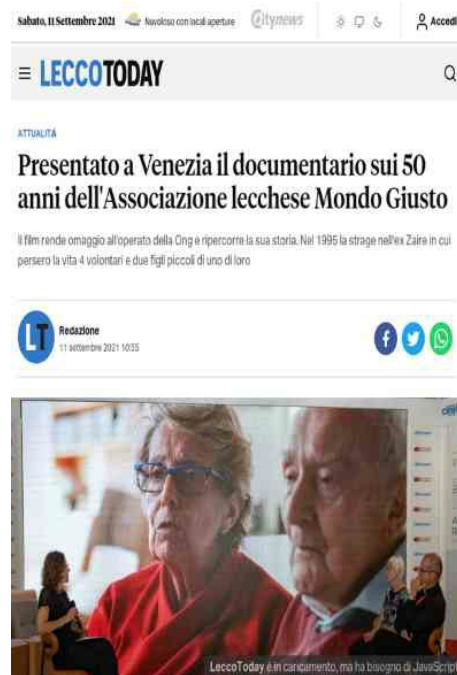 Sabato, 11 Settembre 2021 Nuvoloso con locali aperture Citynews Accedi
LECCOTODAY
ATTUALITÀ
Presentato a Venezia il documentario sui 50
anni dell'Associazione lecchese Mondo Giusto
Il film rende omaggio all'operato della Ong e ripercorre la sua storia. Nel 1995 la strage nell'ex Zaire in cui
persero la vita 4 volontari e due figli piccoli di uno di loro
LT
Redazione
11 settembre 2021 10:55
LeccoToday è in caricamento, ma ha bisogno di JavaScript